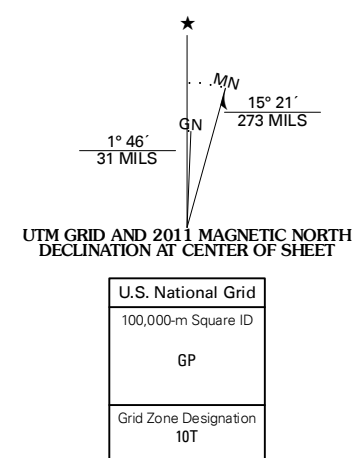 ★
MN
15° 21´
273 MILS
GN
1° 46´
31 MILS
UTM GRID AND 2011 MAGNETIC NORTH
DECLINATION AT CENTER OF SHEET
U.S. National Grid
100,000-m Square ID
GP
Grid Zone Designation
10T